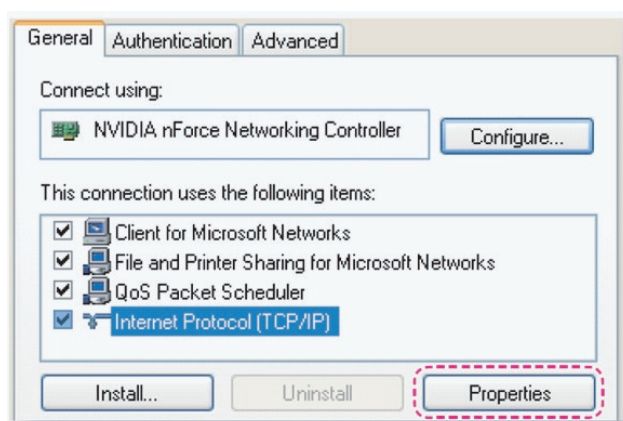 General Authentication Advanced
Connect using:
NVIDIA nForce Networking Controller Configure...
This connection uses the following items:
Client for Microsoft Networks
File and Printer Sharing for Microsoft Networks
QoS Packet Scheduler
Internet Protocol (TCP/IP)
Install... Uninstall Properties